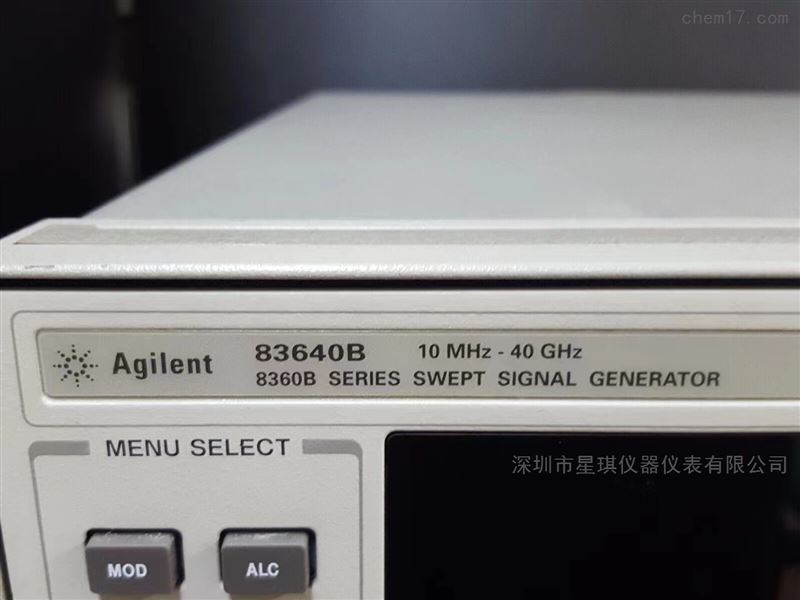 chem17.com
Agilent 83640B 10 MHz - 40 GHz
8360B SERIES SWEPT SIGNAL GENERATOR
MENU SELECT
深圳市星琪仪器仪表有限公司
MOD ALC